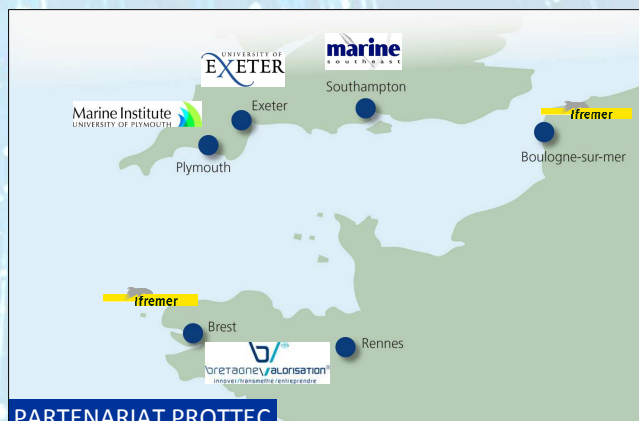 UNIVERSITY OF
EXETER
marine
southeast
Southampton
Marine Institute
UNIVERSITY OF PLYMOUTH
Exeter
Plymouth
Ifremer
Boulogne-sur-mer
Ifremer
Brest
bretagne valorisation
innover/transmettre/entreprendre
Rennes
PARTENARIAT PROTTEC